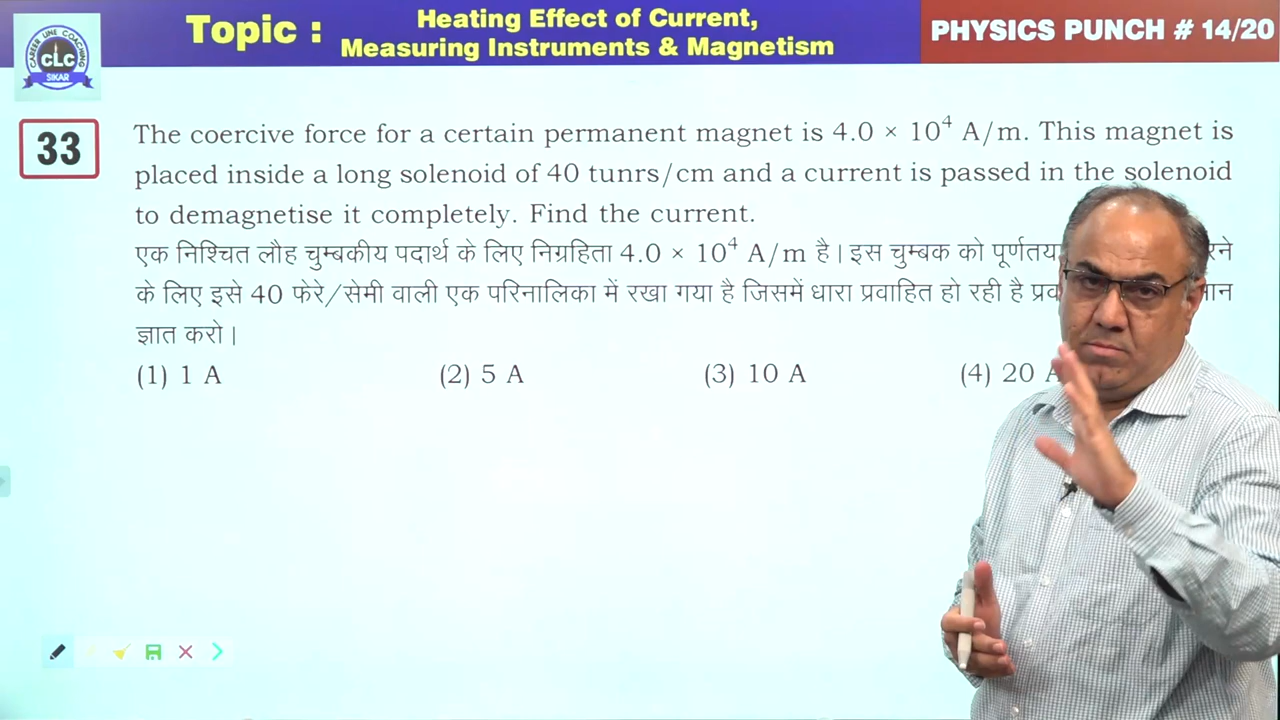 CAREER LINE COACHING
CLC
SIKAR
Topic :
Heating Effect of Current,
Measuring Instruments & Magnetism
PHYSICS PUNCH # 14/20
33
The coercive force for a certain permanent magnet is 4.0 × 10⁴ A/m. This magnet is
placed inside a long solenoid of 40 tunrs/cm and a current is passed in the solenoid
to demagnetise it completely. Find the current.
एक निश्चित लौह चुम्बकीय पदार्थ के लिए निग्रहिता 4.0 × 10⁴ A/m है। इस चुम्बक को
के लिए इसे 40 फेरे/सेमी वाली एक परिनालिका में रखा गया है जिसमें धारा प्रवाहित हो रही है
ज्ञात करो।
(1) 1 A (2) 5 A (3) 10 A (4) 20 A